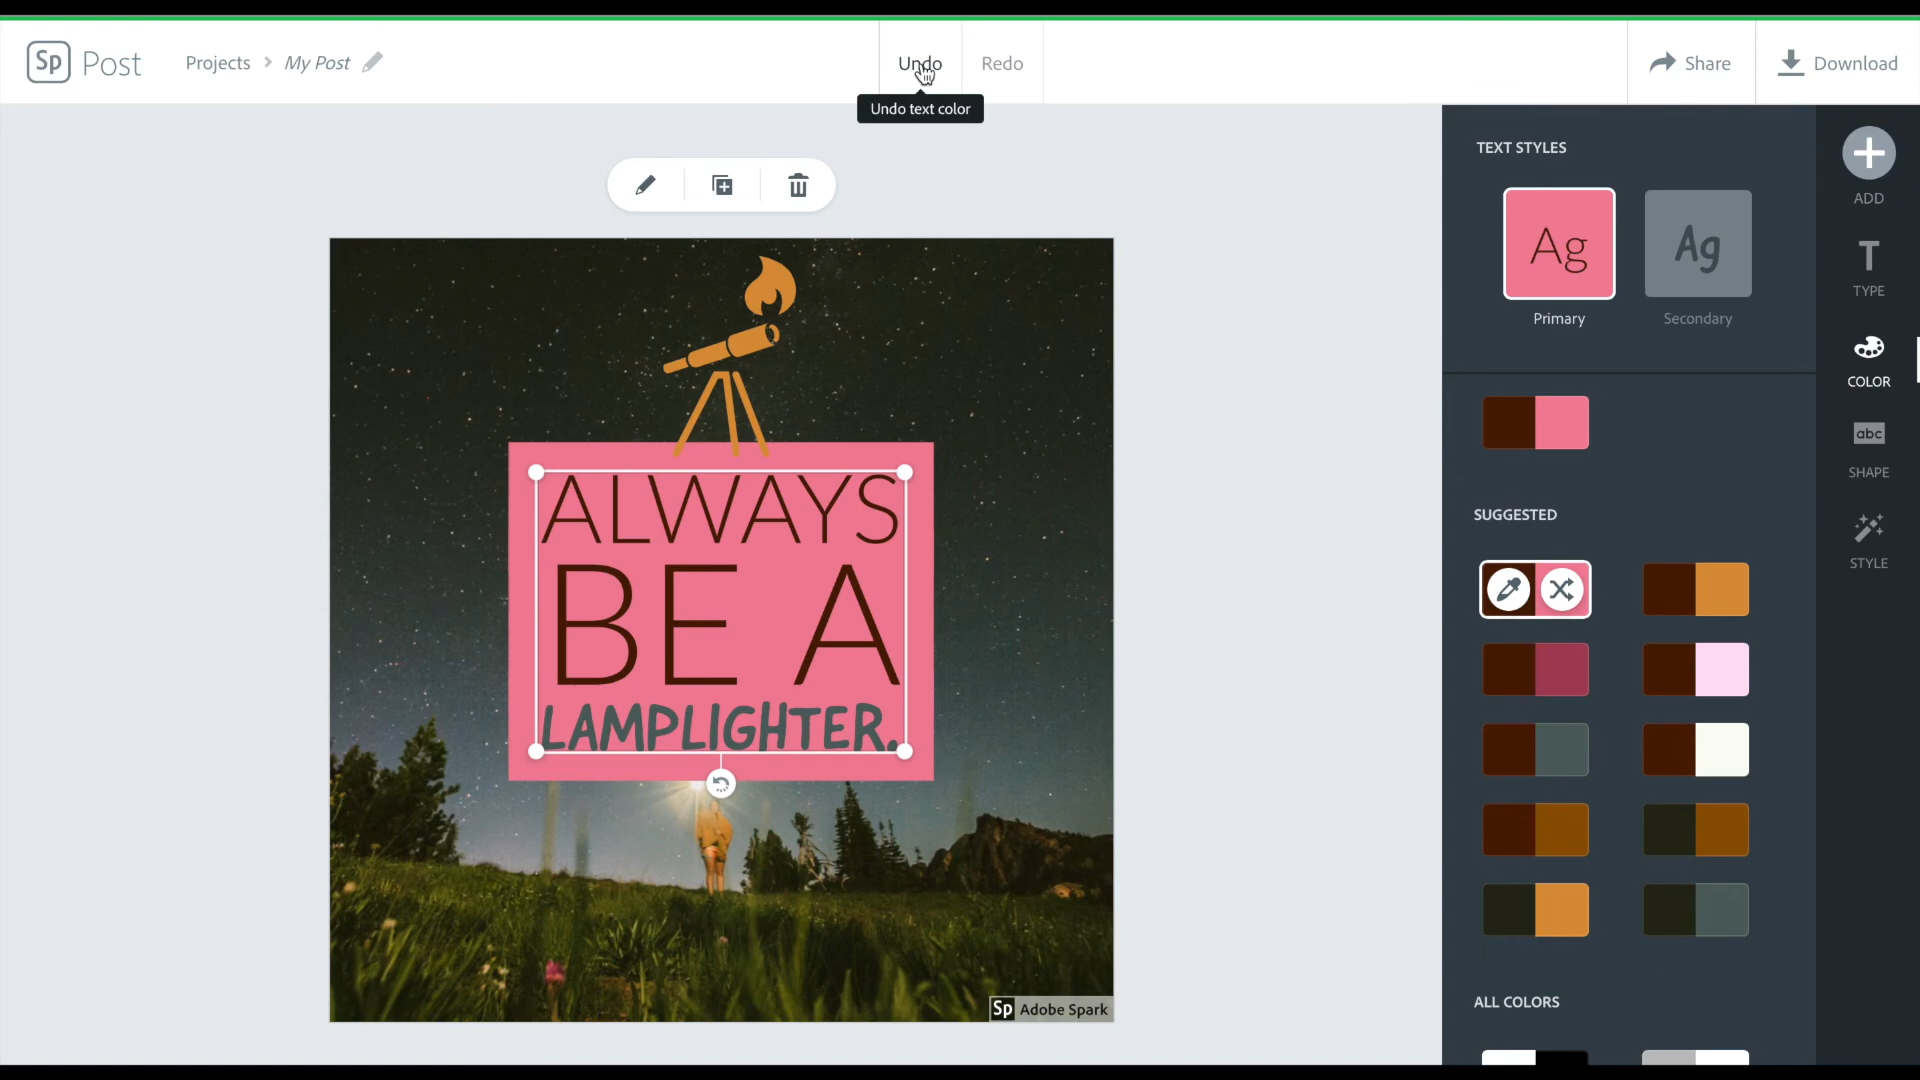 Sp Post Projects > My Post Undo Redo Share Download
Undo text color
TEXT STYLES
Ag Ag
Primary Secondary
ADD
TYPE
COLOR
abc
SHAPE
STYLE
SUGGESTED
ALL COLORS
ALWAYS
BE A
LAMPLIGHTER.
Sp Adobe Spark